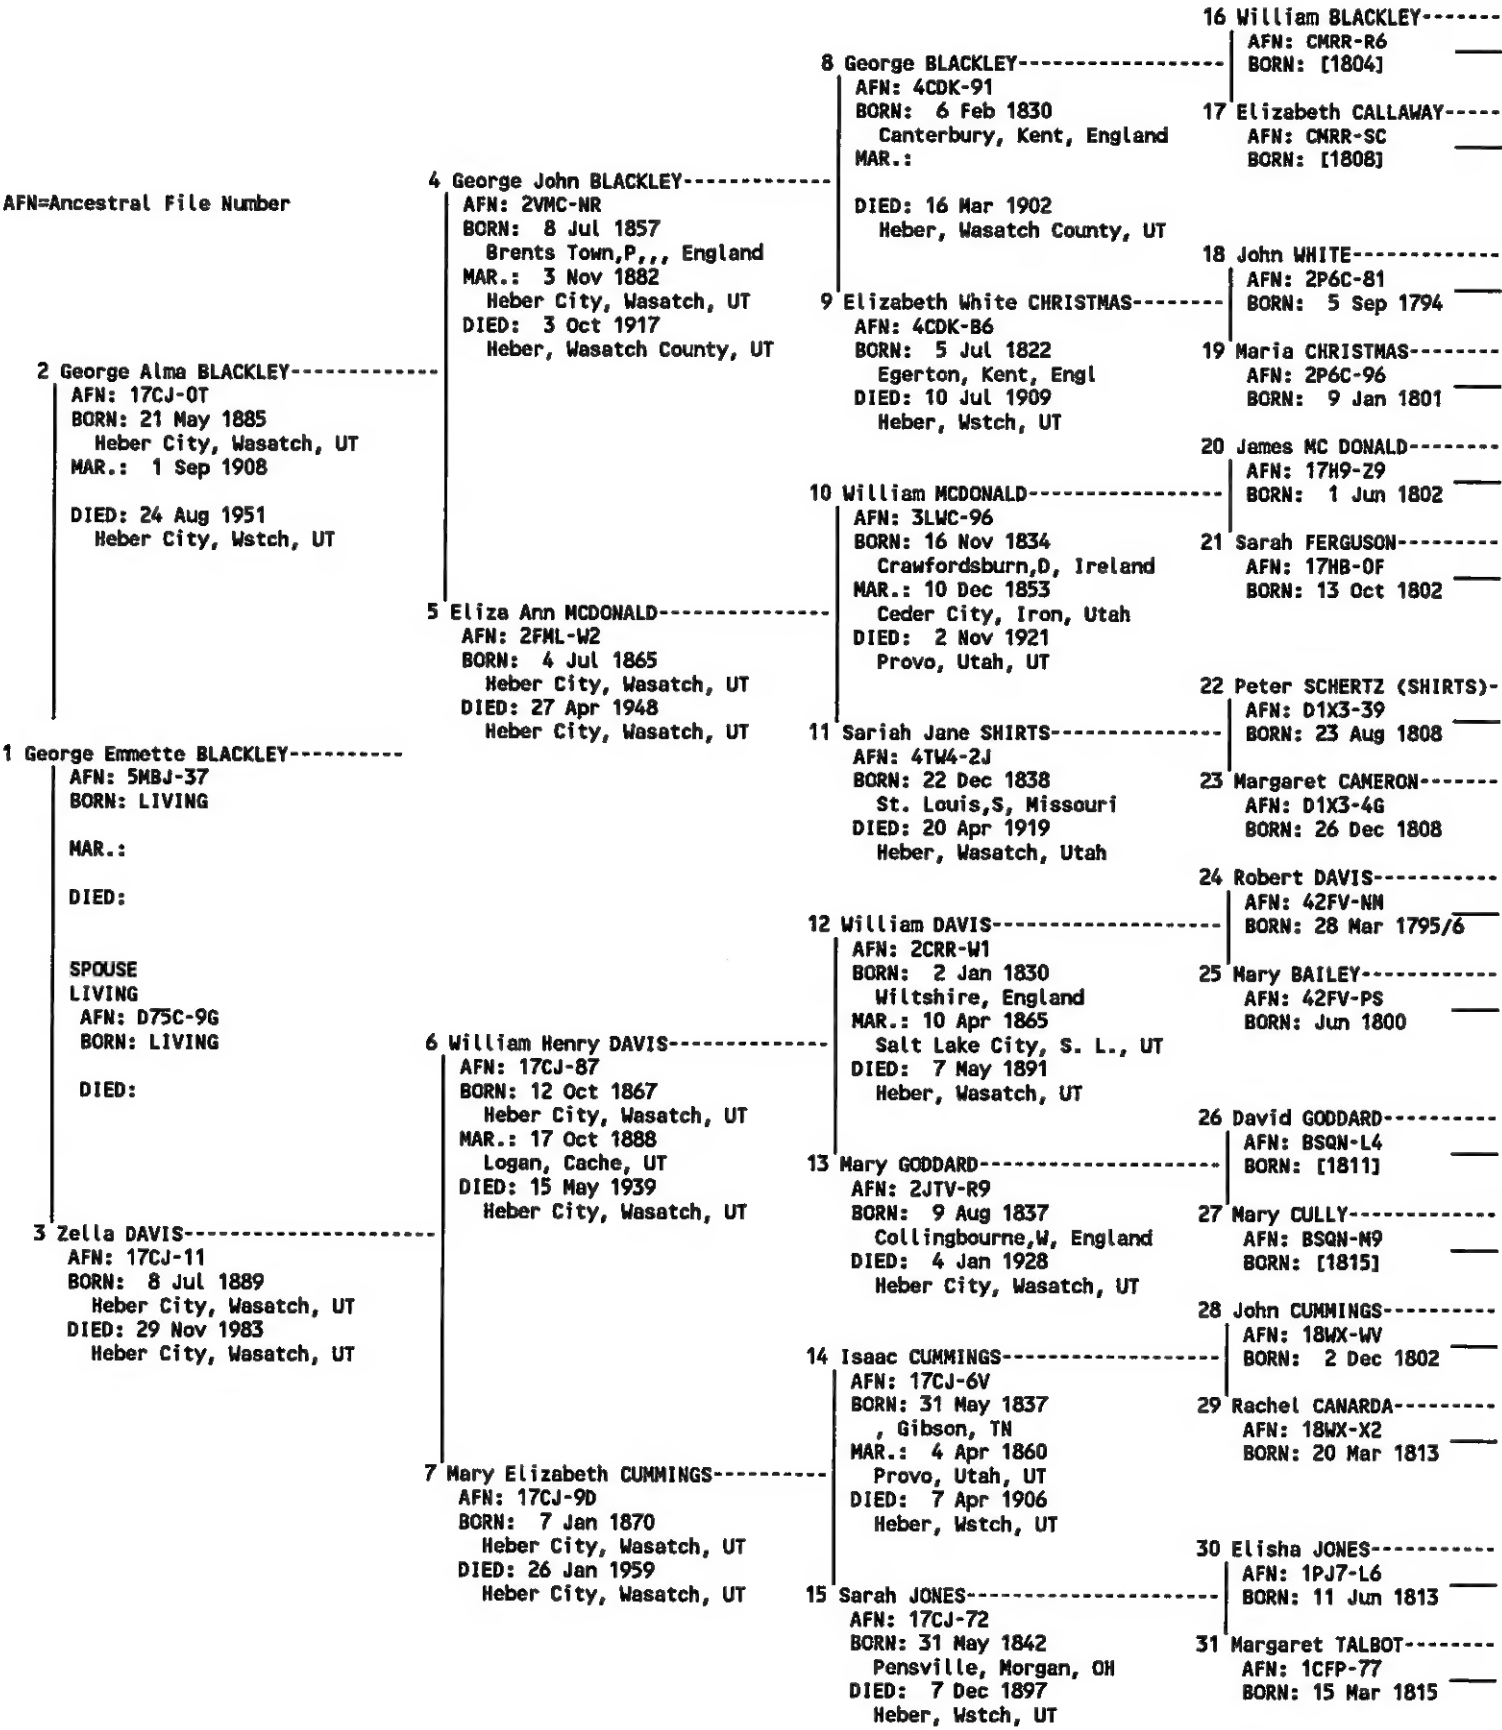 AFN=Ancestral File Number
1 George Emmette BLACKLEY-----------
AFN: 5MBJ-37
BORN: LIVING
MAR.:
DIED:
SPOUSE
LIVING
AFN: D75C-9G
BORN: LIVING
DIED:
2 George Alma BLACKLEY--------------
AFN: 17CJ-0T
BORN: 21 May 1885
Heber City, Wasatch, UT
MAR.: 1 Sep 1908
DIED: 24 Aug 1951
Heber City, Wstch, UT
3 Zella DAVIS-----------------------
AFN: 17CJ-11
BORN: 8 Jul 1889
Heber City, Wasatch, UT
DIED: 29 Nov 1983
Heber City, Wasatch, UT
4 George John BLACKLEY--------------
AFN: 2VMC-NR
BORN: 8 Jul 1857
Brents Town,P,,, England
MAR.: 3 Nov 1882
Heber City, Wasatch, UT
DIED: 3 Oct 1917
Heber, Wasatch County, UT
5 Eliza Ann MCDONALD----------------
AFN: 2FML-W2
BORN: 4 Jul 1865
Heber City, Wasatch, UT
DIED: 27 Apr 1948
Heber City, Wasatch, UT
6 William Henry DAVIS---------------
AFN: 17CJ-87
BORN: 12 Oct 1867
Heber City, Wasatch, UT
MAR.: 17 Oct 1888
Logan, Cache, UT
DIED: 15 May 1939
Heber City, Wasatch, UT
7 Mary Elizabeth CUMMINGS-----------
AFN: 17CJ-9D
BORN: 7 Jan 1870
Heber City, Wasatch, UT
DIED: 26 Jan 1959
Heber City, Wasatch, UT
8 George BLACKLEY-------------------
AFN: 4CDK-91
BORN: 6 Feb 1830
Canterbury, Kent, England
MAR.:
DIED: 16 Mar 1902
Heber, Wasatch County, UT
9 Elizabeth White CHRISTMAS---------
AFN: 4CDK-B6
BORN: 5 Jul 1822
Egerton, Kent, Engl
DIED: 10 Jul 1909
Heber, Wstch, UT
10 William MCDONALD------------------
AFN: 3LWC-96
BORN: 16 Nov 1834
Crawfordsburn,D, Ireland
MAR.: 10 Dec 1853
Ceder City, Iron, Utah
DIED: 2 Nov 1921
Provo, Utah, UT
11 Sariah Jane SHIRTS----------------
AFN: 4TW4-2J
BORN: 22 Dec 1838
St. Louis,S, Missouri
DIED: 20 Apr 1919
Heber, Wasatch, Utah
12 William DAVIS---------------------
AFN: 2CRR-W1
BORN: 2 Jan 1830
Wiltshire, England
MAR.: 10 Apr 1865
Salt Lake City, S. L., UT
DIED: 7 May 1891
Heber, Wasatch, UT
13 Mary GODDARD----------------------
AFN: 2JTV-R9
BORN: 9 Aug 1837
Collingbourne,W, England
DIED: 4 Jan 1928
Heber City, Wasatch, UT
14 Isaac CUMMINGS--------------------
AFN: 17CJ-6V
BORN: 31 May 1837
, Gibson, TN
MAR.: 4 Apr 1860
Provo, Utah, UT
DIED: 7 Apr 1906
Heber, Wstch, UT
15 Sarah JONES-----------------------
AFN: 17CJ-72
BORN: 31 May 1842
Pensville, Morgan, OH
DIED: 7 Dec 1897
Heber, Wstch, UT
16 William BLACKLEY-------
AFN: CMRR-R6
BORN: [1804]
17 Elizabeth CALLAWAY-----
AFN: CMRR-SC
BORN: [1808]
18 John WHITE-------------
AFN: 2P6C-81
BORN: 5 Sep 1794
19 Maria CHRISTMAS--------
AFN: 2P6C-96
BORN: 9 Jan 1801
20 James MC DONALD--------
AFN: 17H9-Z9
BORN: 1 Jun 1802
21 Sarah FERGUSON---------
AFN: 17HB-0F
BORN: 13 Oct 1802
22 Peter SCHERTZ (SHIRTS)-
AFN: D1X3-39
BORN: 23 Aug 1808
23 Margaret CAMERON-------
AFN: D1X3-4G
BORN: 26 Dec 1808
24 Robert DAVIS-----------
AFN: 42FV-NM
BORN: 28 Mar 1795/6
25 Mary BAILEY------------
AFN: 42FV-PS
BORN: Jun 1800
26 David GODDARD----------
AFN: BSQN-L4
BORN: [1811]
27 Mary CULLY-------------
AFN: BSQN-M9
BORN: [1815]
28 John CUMMINGS----------
AFN: 18WX-WV
BORN: 2 Dec 1802
29 Rachel CANARDA---------
AFN: 18WX-X2
BORN: 20 Mar 1813
30 Elisha JONES-----------
AFN: 1PJ7-L6
BORN: 11 Jun 1813
31 Margaret TALBOT--------
AFN: 1CFP-77
BORN: 15 Mar 1815